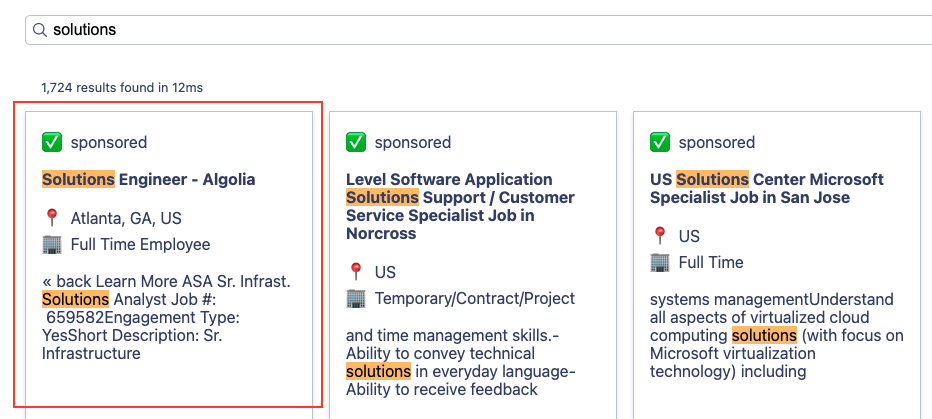 solutions
1,724 results found in 12ms
sponsored
Solutions Engineer - Algolia
Atlanta, GA, US
Full Time Employee
« back Learn More ASA Sr. Infrast.
Solutions Analyst Job #:
659582Engagement Type:
YesShort Description: Sr.
Infrastructure
sponsored
Level Software Application
Solutions Support / Customer
Service Specialist Job in
Norcross
US
Temporary/Contract/Project
and time management skills.-
Ability to convey technical
solutions in everyday language-
Ability to receive feedback
sponsored
US Solutions Center Microsoft
Specialist Job in San Jose
US
Full Time
systems managementUnderstand
all aspects of virtualized cloud
computing solutions (with focus on
Microsoft virtualization
technology) including